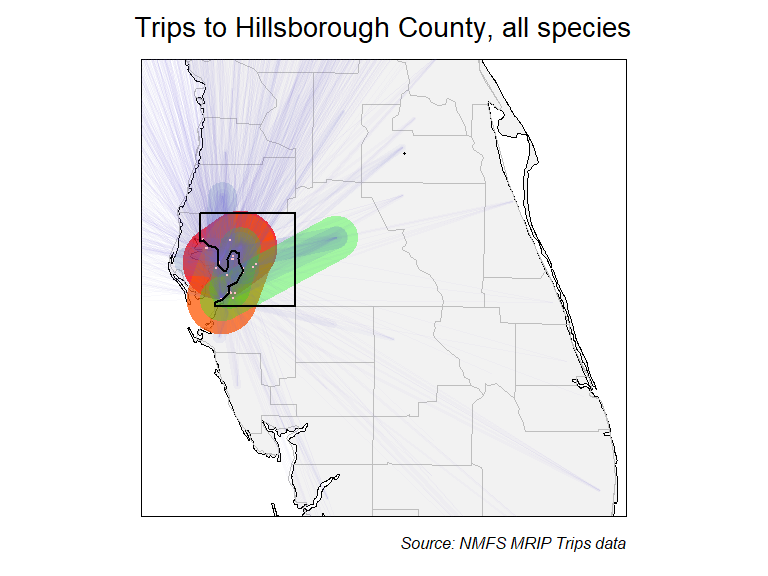 Trips to Hillsborough County, all species
Source: NMFS MRIP Trips data